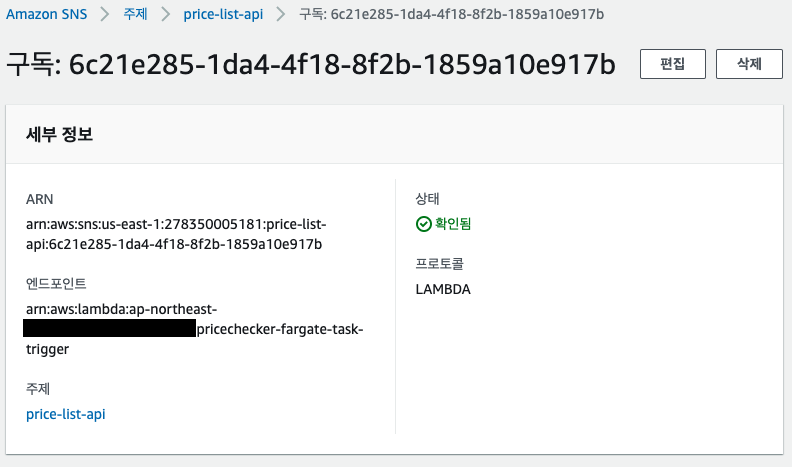 Amazon SNS > 주제 > price-list-api > 구독: 6c21e285-1da4-4f18-8f2b-1859a10e917b
구독: 6c21e285-1da4-4f18-8f2b-1859a10e917b
편집
삭제
세부 정보
ARN
arn:aws:sns:us-east-1:278350005181:price-list-
api:6c21e285-1da4-4f18-8f2b-1859a10e917b
엔드포인트
arn:aws:lambda:ap-northeast-
pricechecker-fargate-task-
trigger
주제
price-list-api
상태
확인됨
프로토콜
LAMBDA